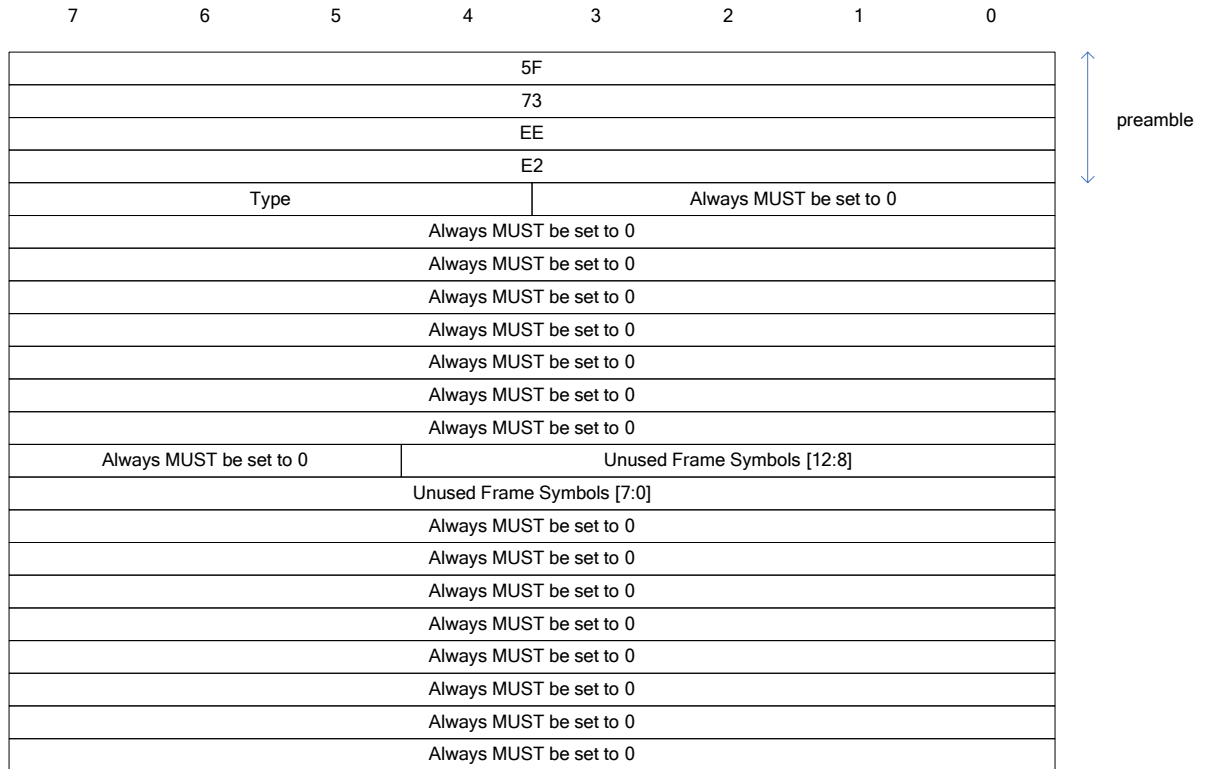 7 6 5 4 3 2 1 0
5F
73
preamble
EE
E2
Type Always MUST be set to 0
Always MUST be set to 0
Always MUST be set to 0
Always MUST be set to 0
Always MUST be set to 0
Always MUST be set to 0
Always MUST be set to 0
Always MUST be set to 0
Always MUST be set to 0 Unused Frame Symbols [12:8]
Unused Frame Symbols [7:0]
Always MUST be set to 0
Always MUST be set to 0
Always MUST be set to 0
Always MUST be set to 0
Always MUST be set to 0
Always MUST be set to 0
Always MUST be set to 0
Always MUST be set to 0